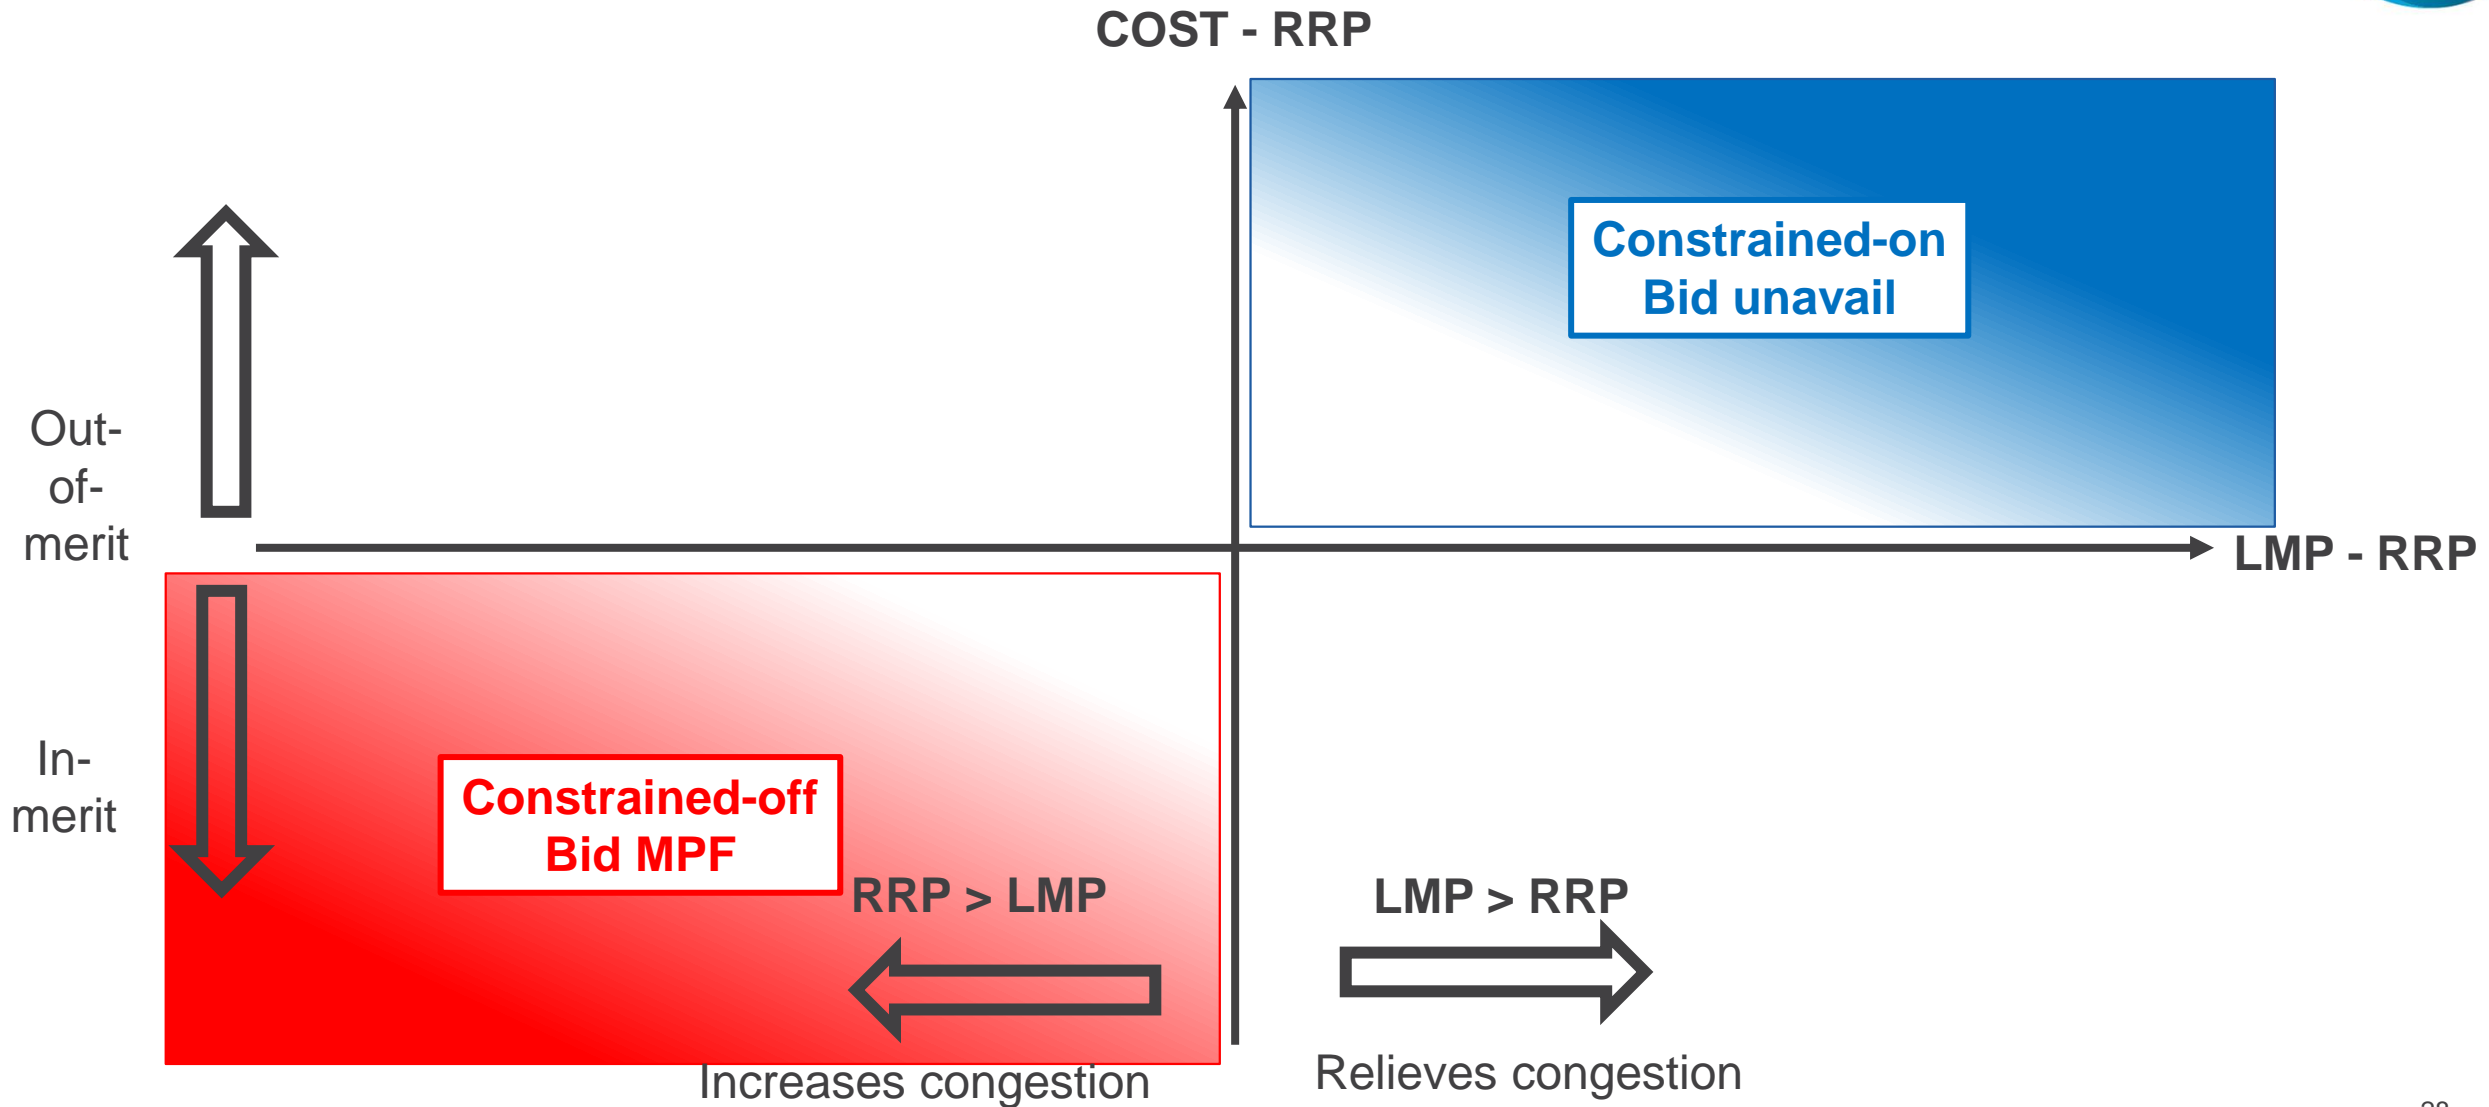 COST - RRP
Constrained-on
Bid unavail
Out-
of-
merit
LMP - RRP
In-
merit
Constrained-off
Bid MPF
RRP > LMP
LMP > RRP
Increases congestion
Relieves congestion